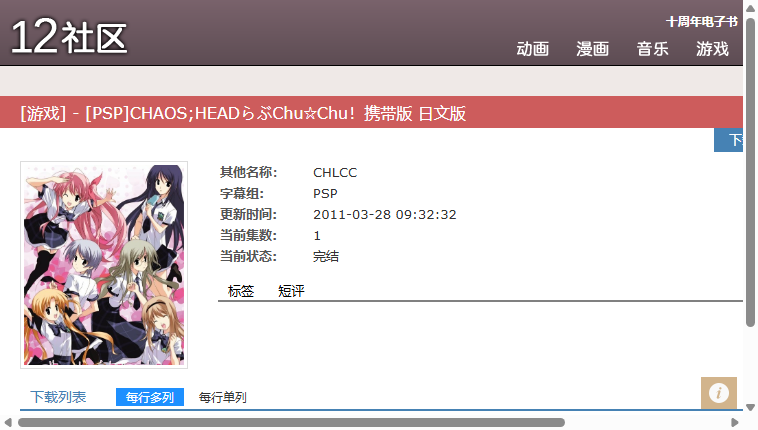 十周年电子书
12社区
动画 漫画 音乐 游戏
[游戏] - [PSP]CHAOS;HEADらぶChu☆Chu！携带版 日文版
下
其他名称： CHLCC
字幕组： PSP
更新时间： 2011-03-28 09:32:32
当前集数： 1
当前状态： 完结
标签 短评
下载列表 每行多列 每行单列
i